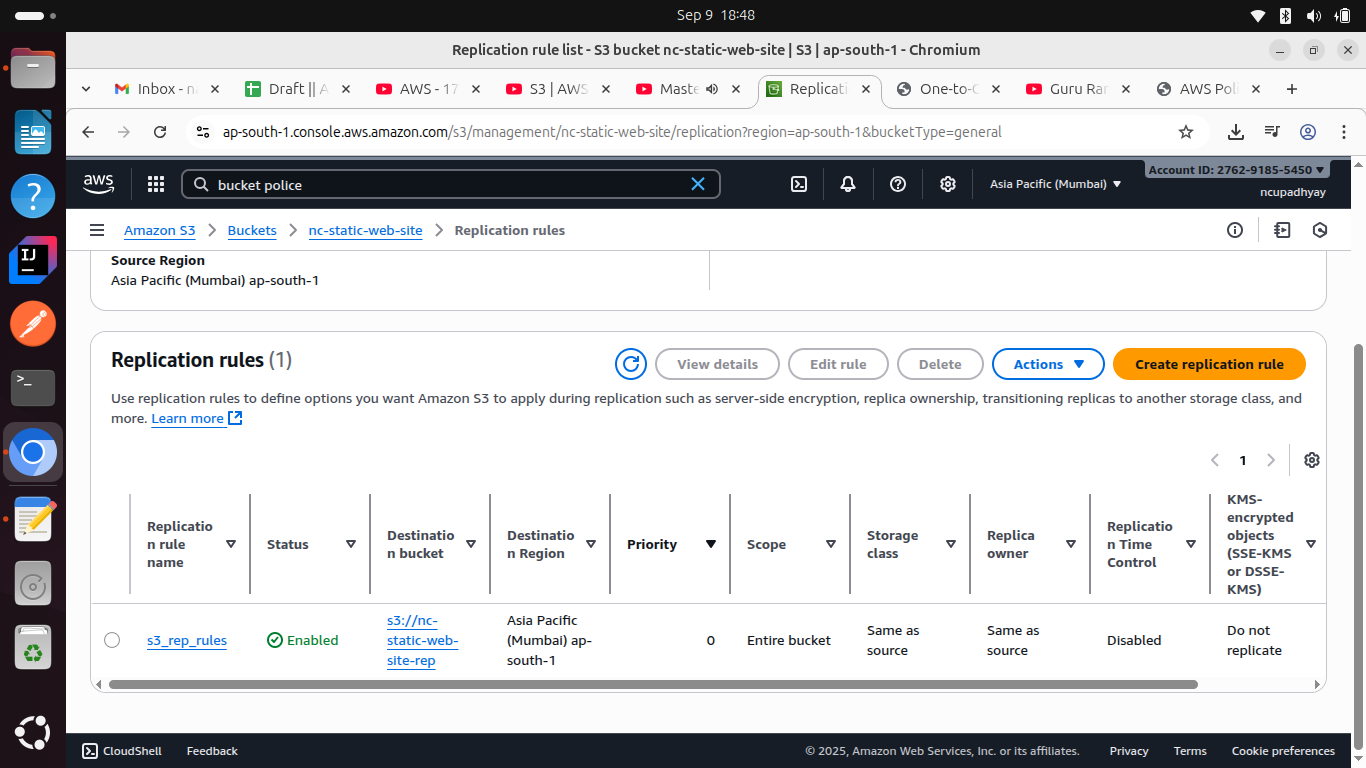 Sep 9 18:48
Replication rule list - S3 bucket nc-static-web-site | S3 | ap-south-1 - Chromium
Inbox - n
Draft || A
AWS - 17
S3 | AWS
Maste
Replicati
One-to-C
Guru Ran
AWS Poli
ap-south-1.console.aws.amazon.com/s3/management/nc-static-web-site/replication?region=ap-south-1&bucketType=general
aws
bucket police
Asia Pacific (Mumbai)
Account ID: 2762-9185-5450
ncupadhyay
Amazon S3
Buckets
nc-static-web-site
Replication rules
Source Region
Asia Pacific (Mumbai) ap-south-1
Replication rules (1)
View details
Edit rule
Delete
Actions
Create replication rule
Use replication rules to define options you want Amazon S3 to apply during replication such as server-side encryption, replica ownership, transitioning replicas to another storage class, and
more. Learn more
1
Replicatio
n rule
name
Status
Destinatio
n bucket
Destinatio
n Region
Priority
Scope
Storage
class
Replica
owner
Replicatio
n Time
Control
KMS-
encrypted
objects
(SSE-KMS
or DSSE-
KMS)
s3_rep_rules
Enabled
s3://nc-
static-web-
site-rep
Asia Pacific
(Mumbai) ap-
south-1
0
Entire bucket
Same as
source
Same as
source
Disabled
Do not
replicate
CloudShell
Feedback
© 2025, Amazon Web Services, Inc. or its affiliates.
Privacy
Terms
Cookie preferences